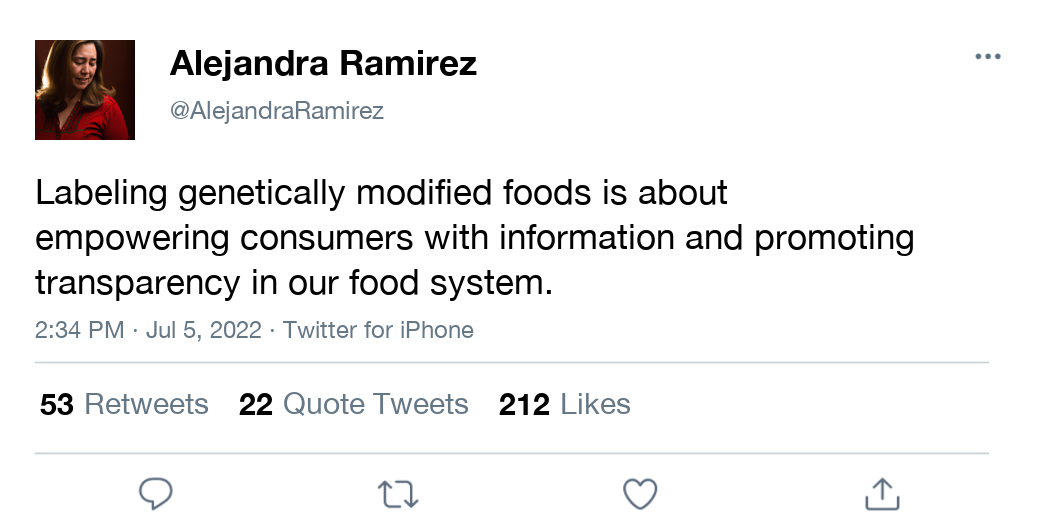 Alejandra Ramirez
@AlejandraRamirez
Labeling genetically modified foods is about
empowering consumers with information and promoting
transparency in our food system.
2:34 PM · Jul 5, 2022 · Twitter for iPhone
53 Retweets 22 Quote Tweets 212 Likes